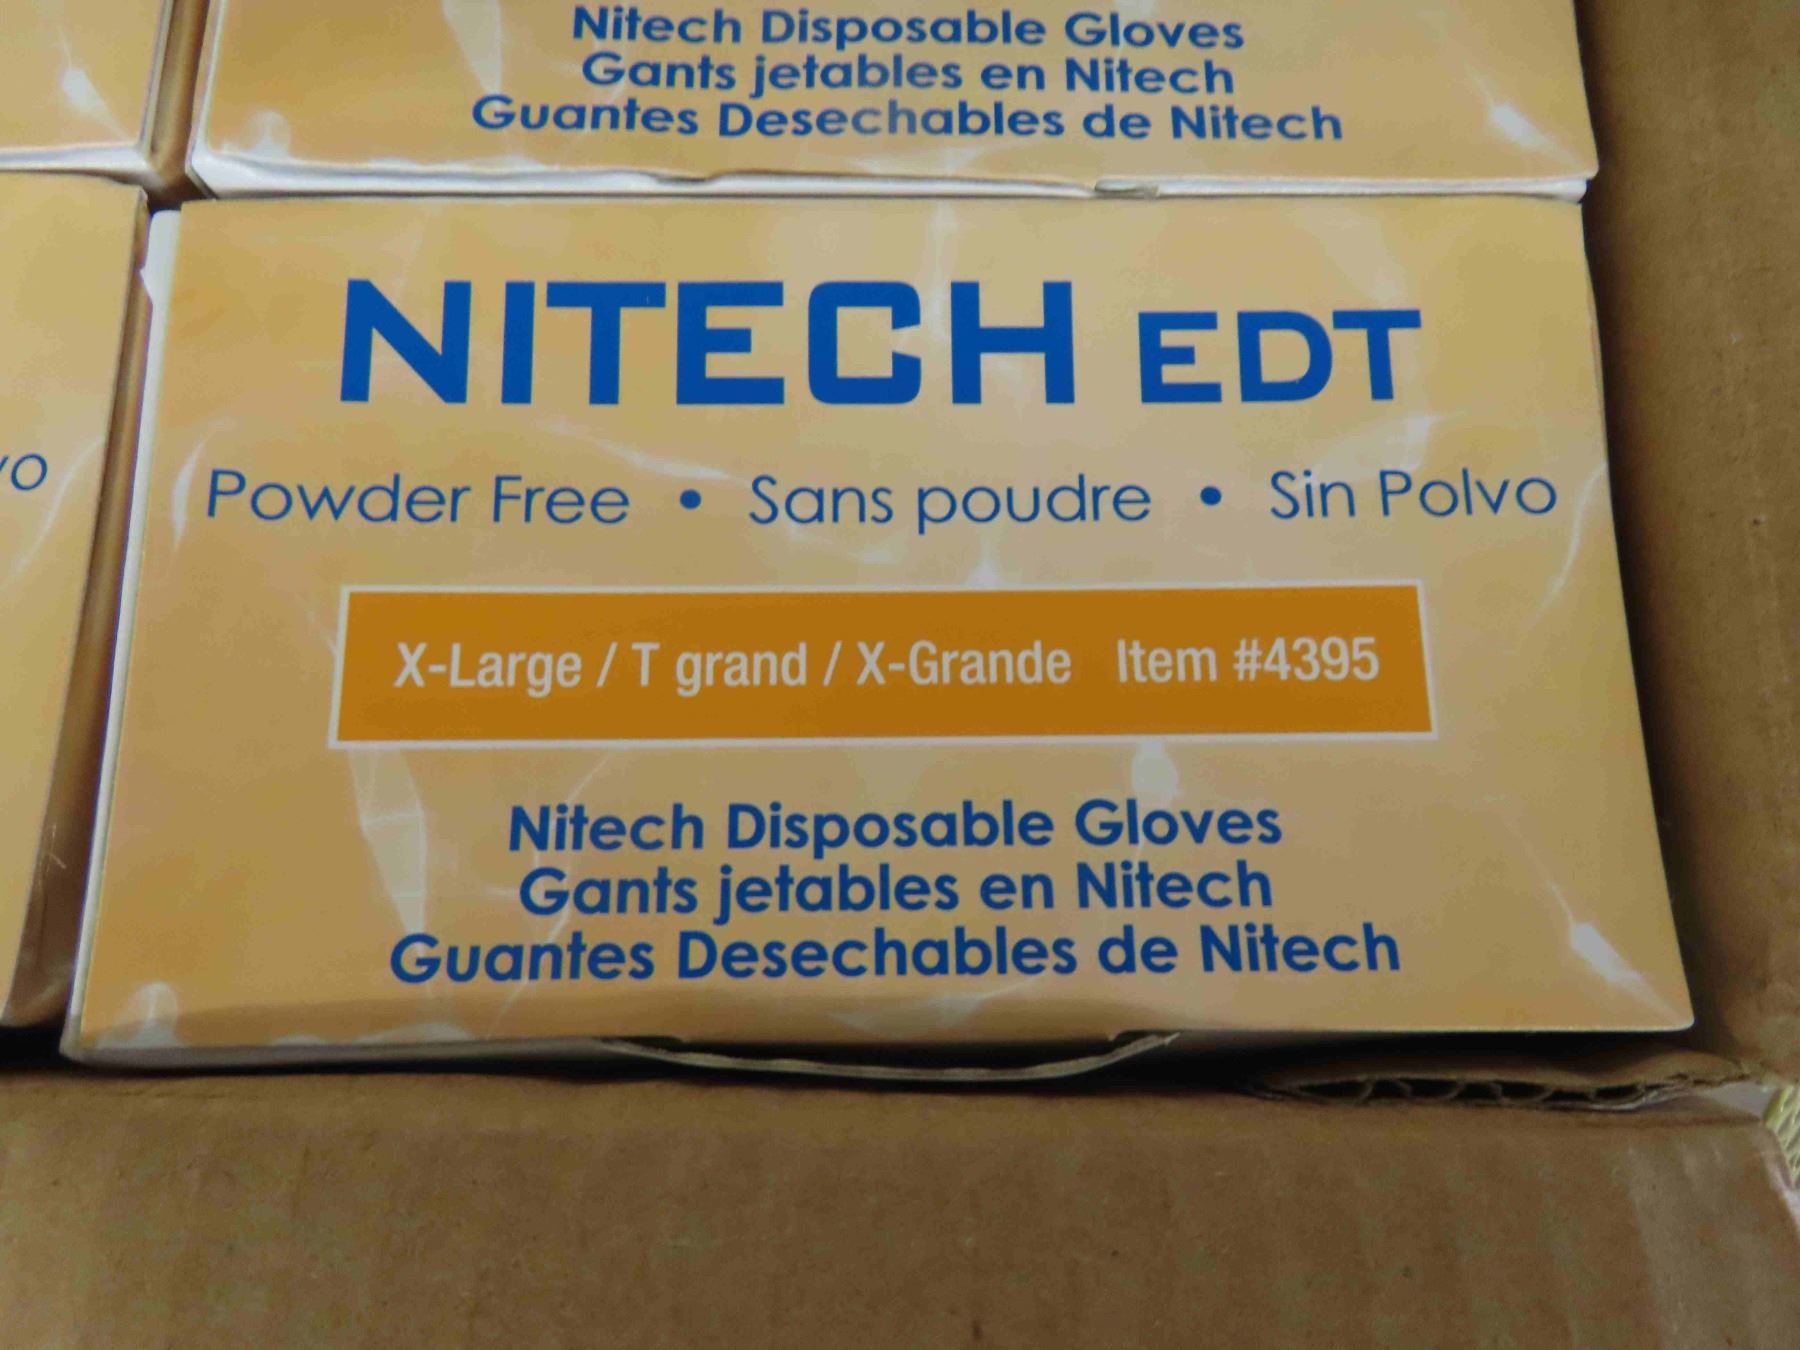 Nitech Disposable Gloves
Gants jetables en Nitech
Guantes Desechables de Nitech
NITECH EDT
Powder Free • Sans poudre • Sin Polvo
X-Large / T grand / X-Grande Item #4395
Nitech Disposable Gloves
Gants jetables en Nitech
Guantes Desechables de Nitech